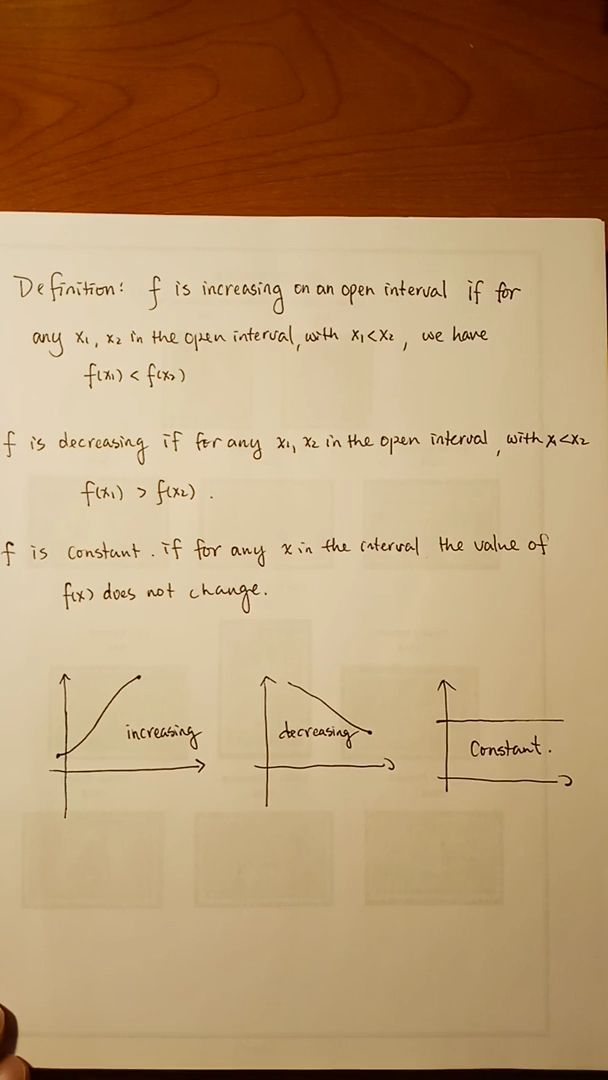 Definition: f is increasing on an open interval if for
any x₁, x₂ in the open interval, with x₁<x₂, we have
f(x₁) < f(x₂)
f is decreasing if for any x₁, x₂ in the open interval, with x₁<x₂
f(x₁) > f(x₂).
f is constant. if for any x in the interval the value of
f(x) does not change.
increasing
decreasing
Constant.